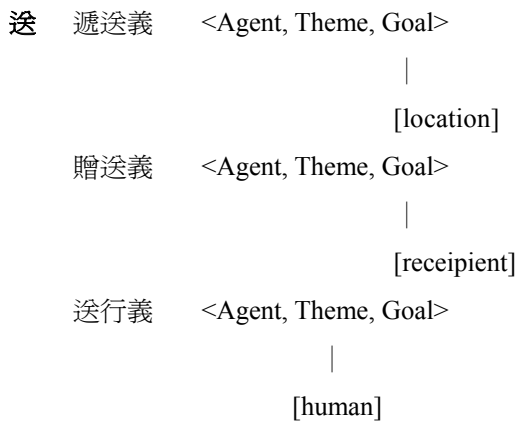 送 遞送義 <Agent, Theme, Goal>
|
[location]
贈送義 <Agent, Theme, Goal>
|
[receipient]
送行義 <Agent, Theme, Goal>
|
[human]